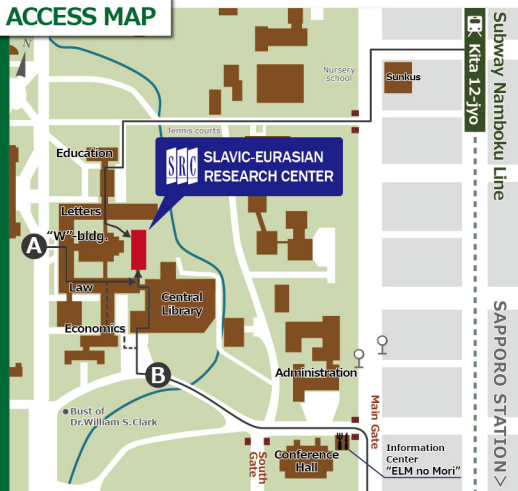 ACCESS MAP
N
Nursery
school
Sunkus
Kita 12-jyo
Subway Namboku Line
Tennis courts
Education
SRC
SLAVIC-EURASIAN
RESEARCH CENTER
Letters
"W"-bldg.
A
Law
Central
Library
Economics
B
Administration
SAPPORO STATION>
Bust of
Dr.William S.Clark
Main Gate
South
Gate
Conference
Hall
Information
Center
"ELM no Mori"